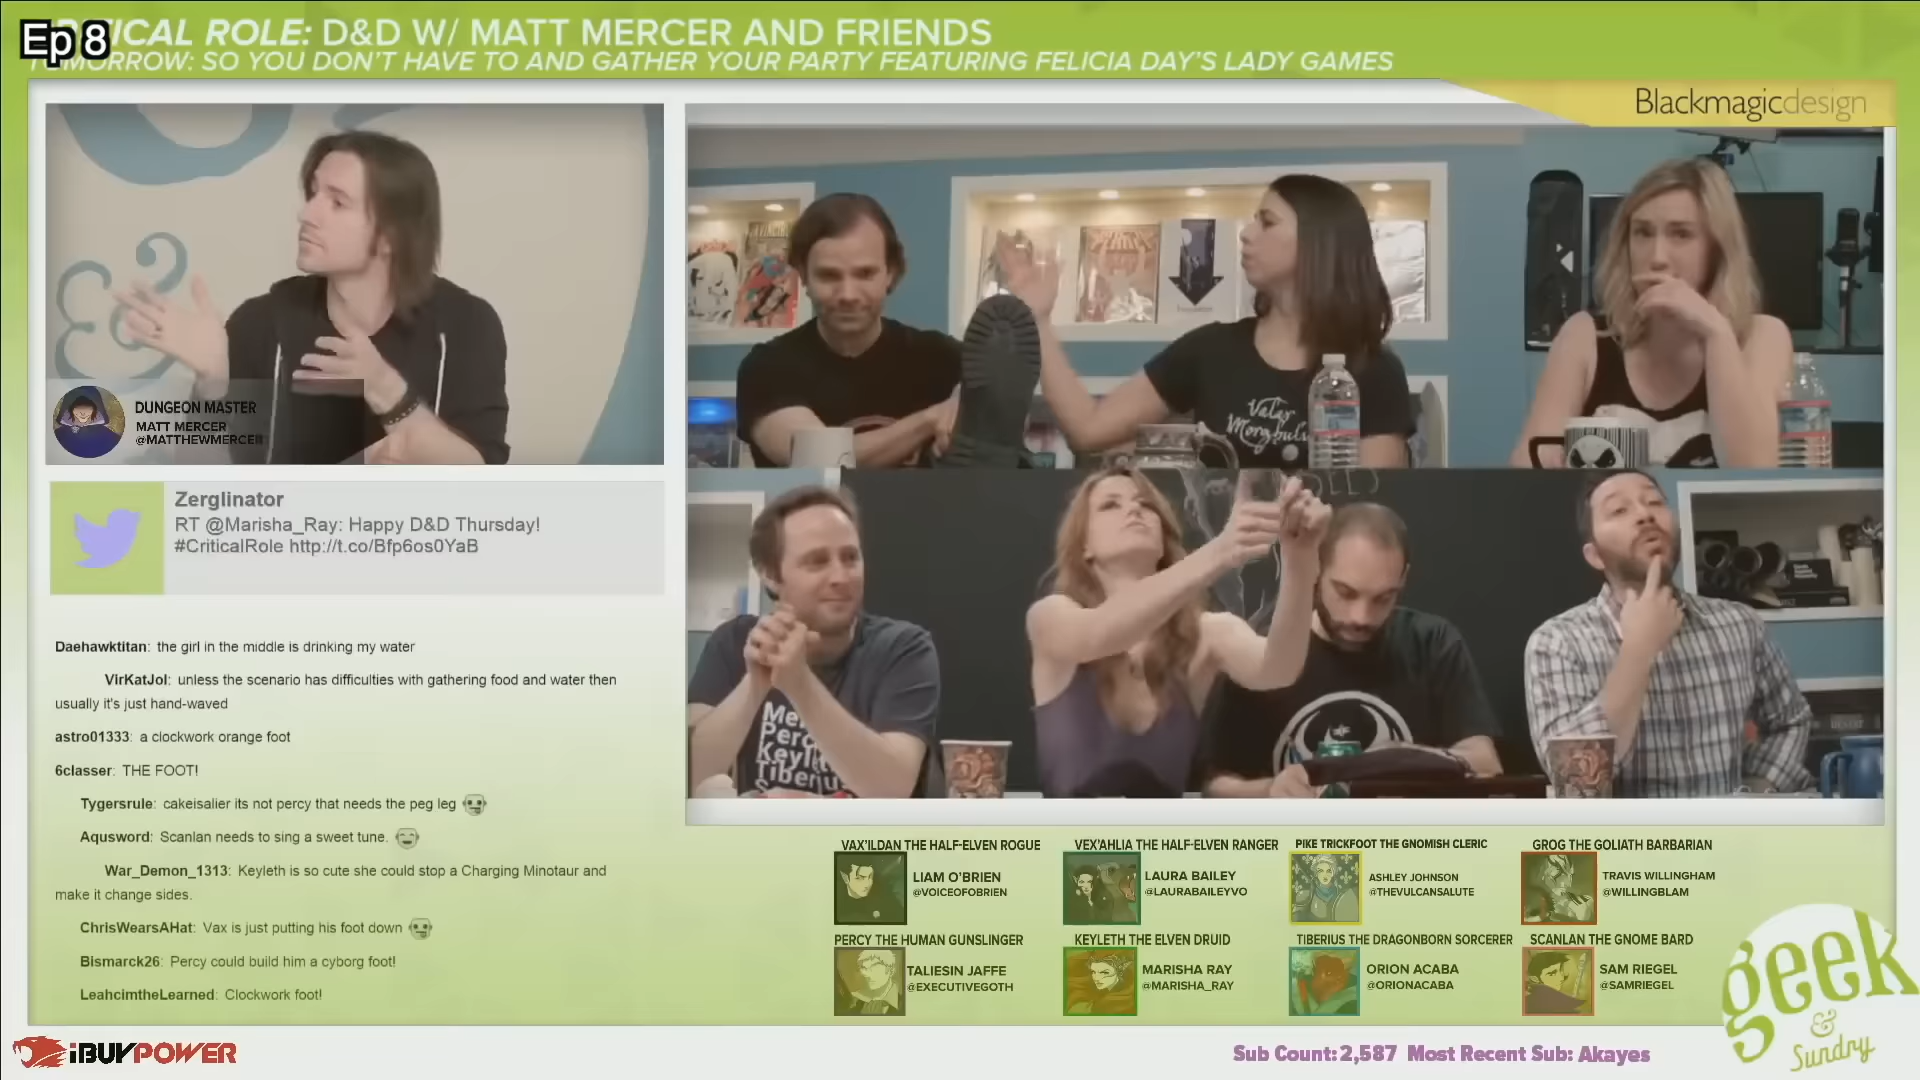 Ep 8
ICAL ROLE: D&D W/ MATT MERCER AND FRIENDS
TOMORROW: SO YOU DON'T HAVE TO AND GATHER YOUR PARTY FEATURING FELICIA DAY'S LADY GAMES
Blackmagicdesign
DUNGEON MASTER
MATT MERCER
@MATTHEWMERCER
Valar
Morghulis
Zerglinator
RT @Marisha_Ray: Happy D&D Thursday!
#CriticalRole http://t.co/Bfp6os0YaB
Daehawktitan: the girl in the middle is drinking my water
VirKatJol: unless the scenario has difficulties with gathering food and water then
usually it's just hand-waved
astro01333: a clockwork orange foot
6classer: THE FOOT!
Tygersrule: cakeisalier its not percy that needs the peg leg
Aqusword: Scanlan needs to sing a sweet tune.
War_Demon_1313: Keyleth is so cute she could stop a Charging Minotaur and
make it change sides.
ChrisWearsAHat: Vax is just putting his foot down
Bismarck26: Percy could build him a cyborg foot!
LeahcimtheLearned: Clockwork foot!
Keyle
Tiberiu
VAX'ILDAN THE HALF-ELVEN ROGUE
LIAM O'BRIEN
@VOICEOFOBRIEN
VEX'AHLIA THE HALF-ELVEN RANGER
LAURA BAILEY
@LAURABAILEYVO
PIKE TRICKFOOT THE GNOMISH CLERIC
ASHLEY JOHNSON
@THEVULCANSALUTE
GROG THE GOLIATH BARBARIAN
TRAVIS WILLINGHAM
@WILLINGBLAM
PERCY THE HUMAN GUNSLINGER
TALIESIN JAFFE
@EXECUTIVEGOTH
KEYLETH THE ELVEN DRUID
MARISHA RAY
@MARISHA_RAY
TIBERIUS THE DRAGONBORN SORCERER
ORION ACABA
@ORIONACABA
SCANLAN THE GNOME BARD
SAM RIEGEL
@SAMRIEGEL
geek
&
Sundry
iBUYPOWER
Sub Count: 2,587 Most Recent Sub: Akayes